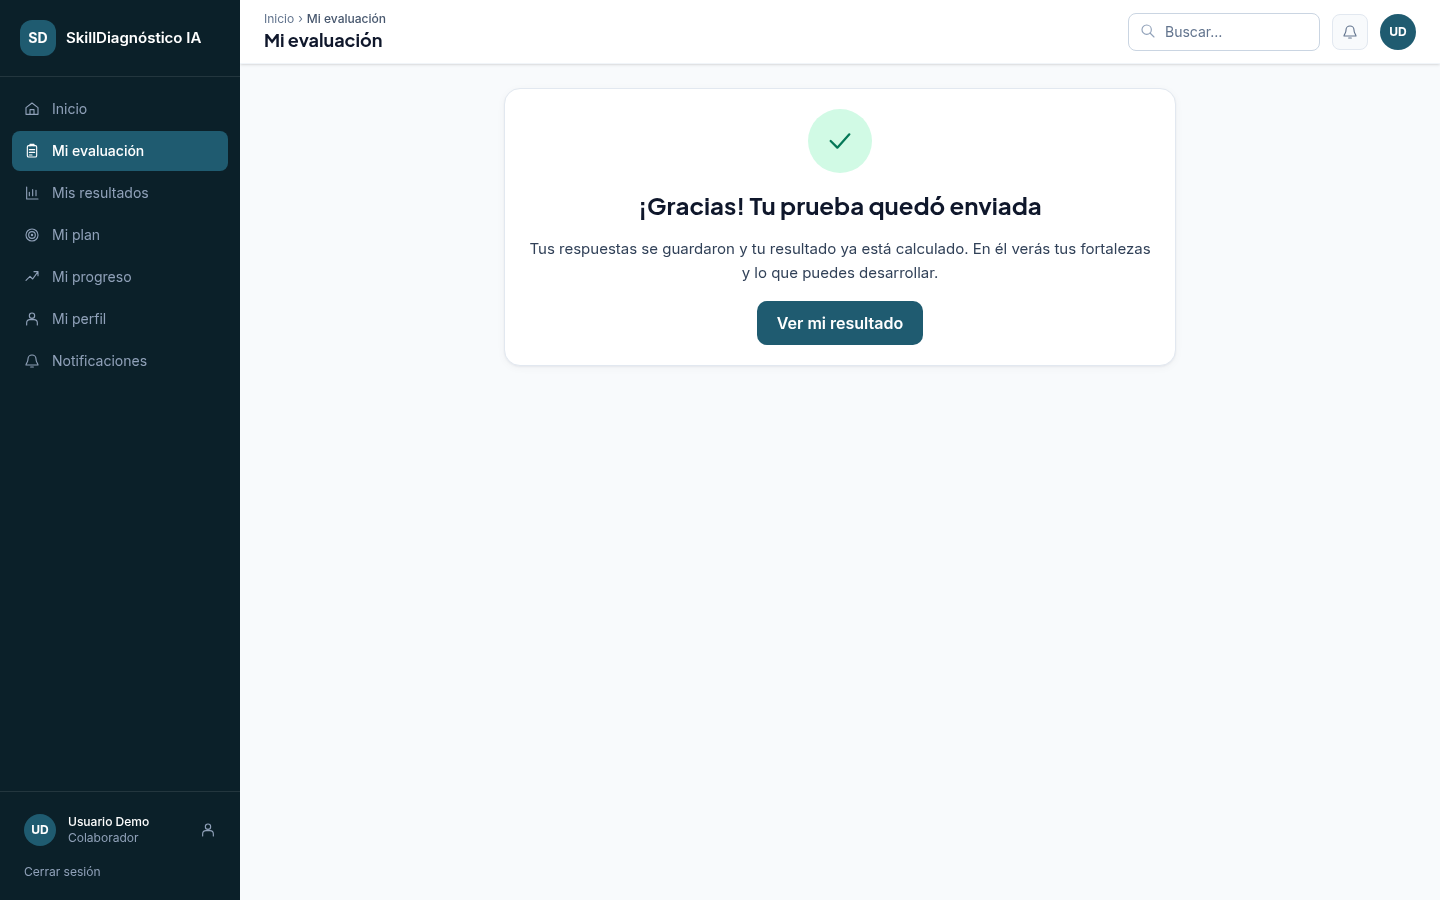 SD
SkillDiagnóstico IA
Inicio
Mi evaluación
Mis resultados
Mi plan
Mi progreso
Mi perfil
Notificaciones
UD
Usuario Demo
Colaborador
Cerrar sesión
Inicio › Mi evaluación
Mi evaluación
Buscar...
UD
¡Gracias! Tu prueba quedó enviada
Tus respuestas se guardaron y tu resultado ya está calculado. En él verás tus fortalezas
y lo que puedes desarrollar.
Ver mi resultado